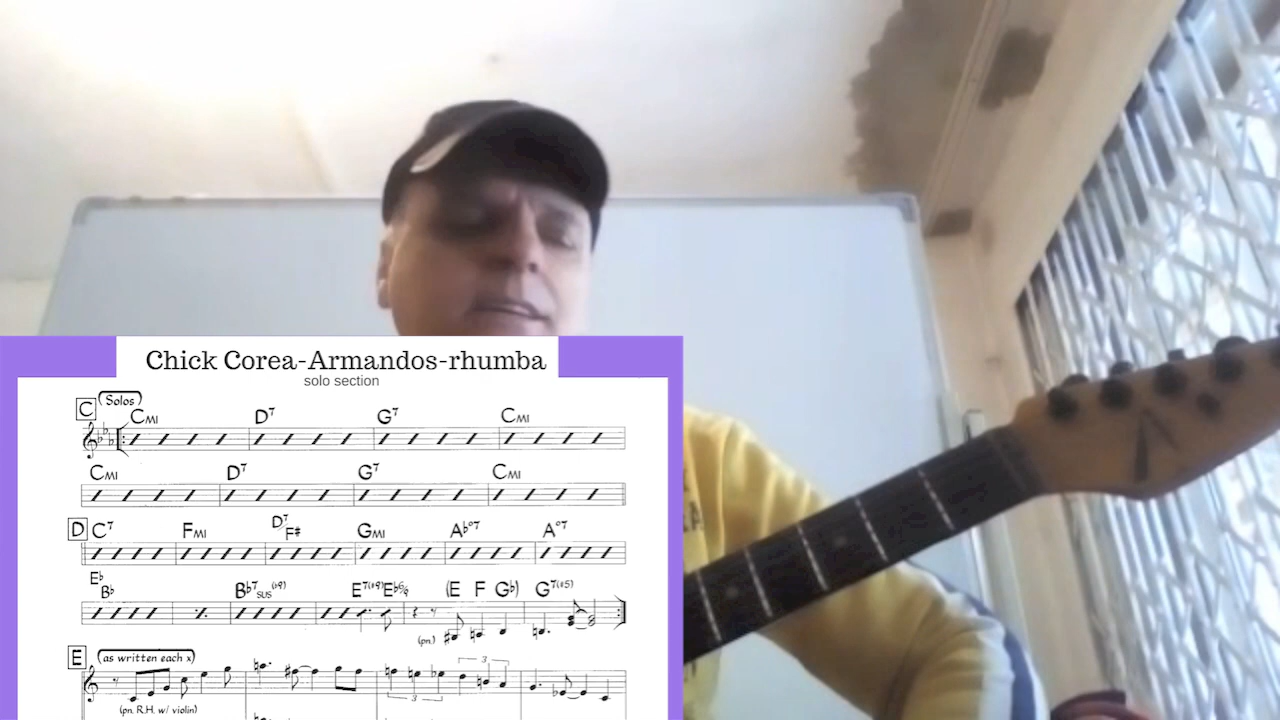 Chick Corea-Armandos-rhumba
solo section
C (Solos)
CMI D7 G7 CMI
CMI D7 G7 CMI
D C7 FMI D7/F# GMI Ab°7 A°7
Eb/Bb Bb7SUS(b9) E7(#9) Eb6/9 (E F Gb) G7(#5)
(pn.)
E (as written each x)
3
3
(pn. R.H. w/ violin)